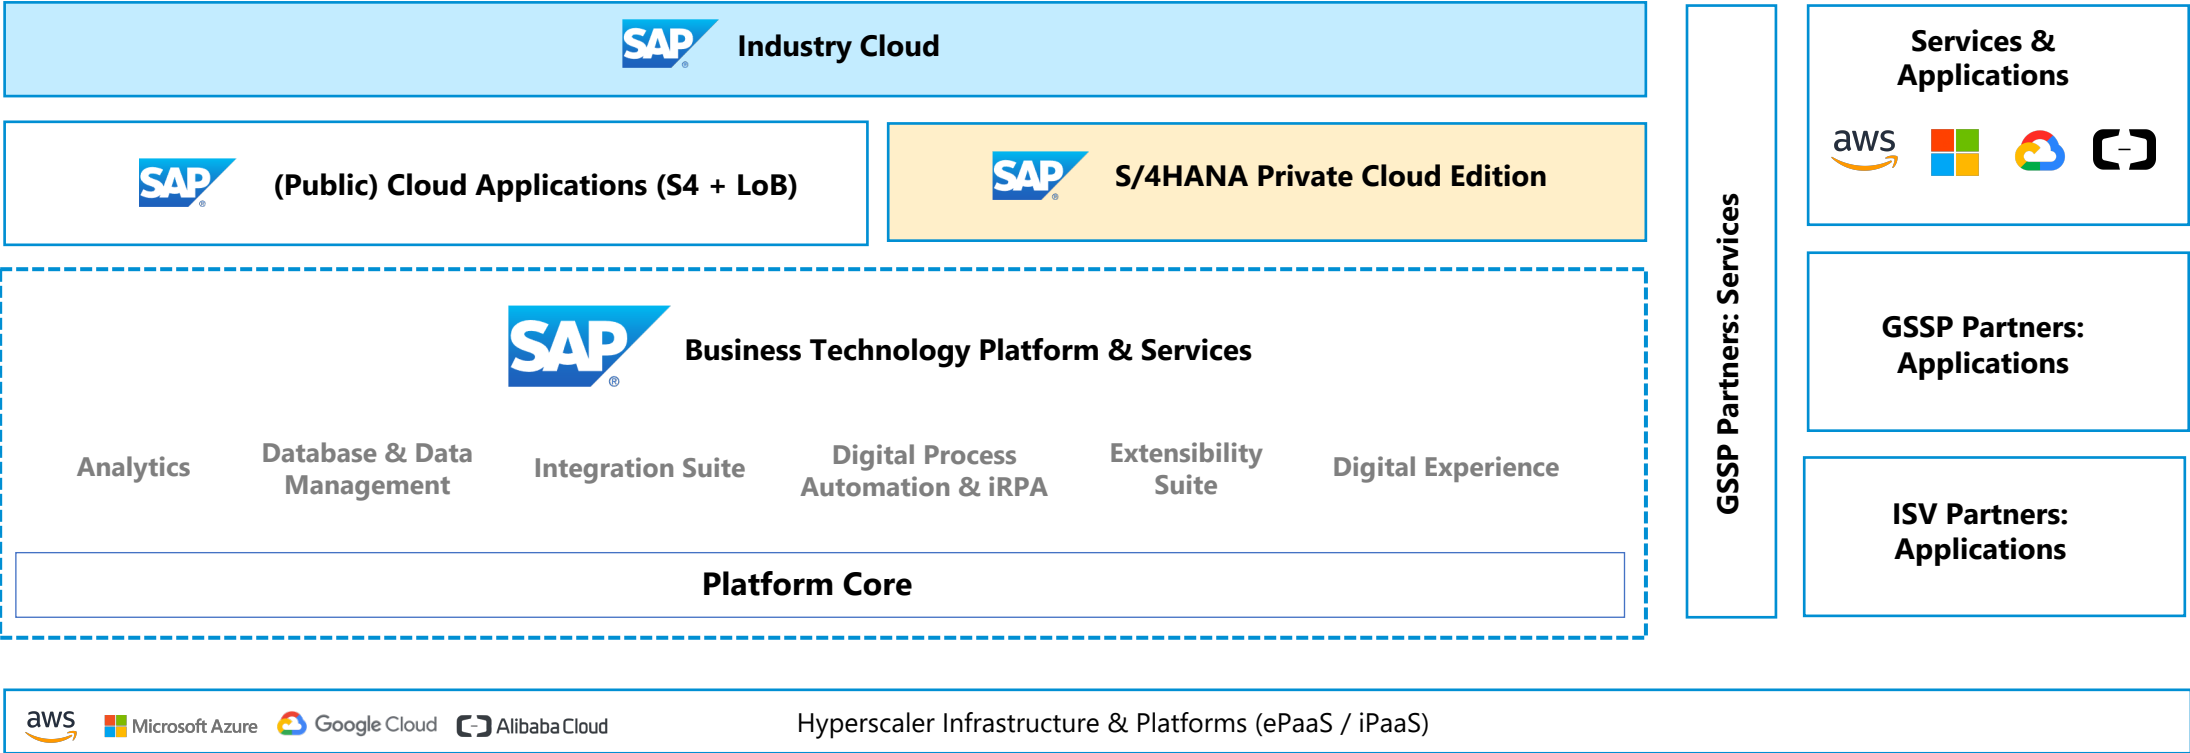 SAP Industry Cloud
SAP (Public) Cloud Applications (S4 + LoB)
SAP S/4HANA Private Cloud Edition
SAP Business Technology Platform & Services
Analytics
Database & Data
Management
Integration Suite
Digital Process
Automation & iRPA
Extensibility
Suite
Digital Experience
Platform Core
GSSP Partners: Services
Services &
Applications
aws
GSSP Partners:
Applications
ISV Partners:
Applications
aws Microsoft Azure Google Cloud Alibaba Cloud Hyperscaler Infrastructure & Platforms (ePaaS / iPaaS)